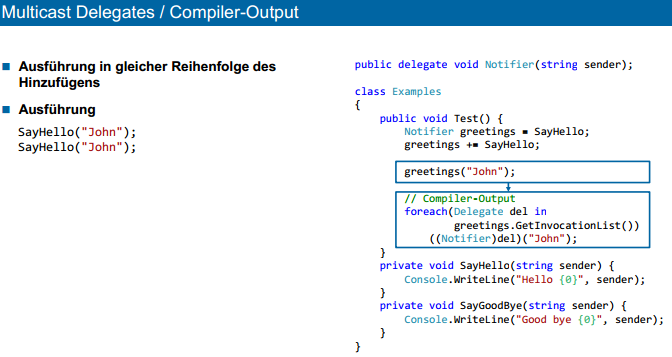 Multicast Delegates / Compiler-Output
Ausführung in gleicher Reihenfolge des
Hinzufügens
Ausführung
SayHello("John");
SayHello("John");
public delegate void Notifier(string sender);
class Examples
{
public void Test() {
Notifier greetings = SayHello;
greetings += SayHello;
greetings("John");
// Compiler-Output
foreach(Delegate del in
greetings.GetInvocationList())
((Notifier)del)("John");
}
private void SayHello(string sender) {
Console.WriteLine("Hello {0}", sender);
}
private void SayGoodBye(string sender) {
Console.WriteLine("Good bye {0}", sender);
}
}